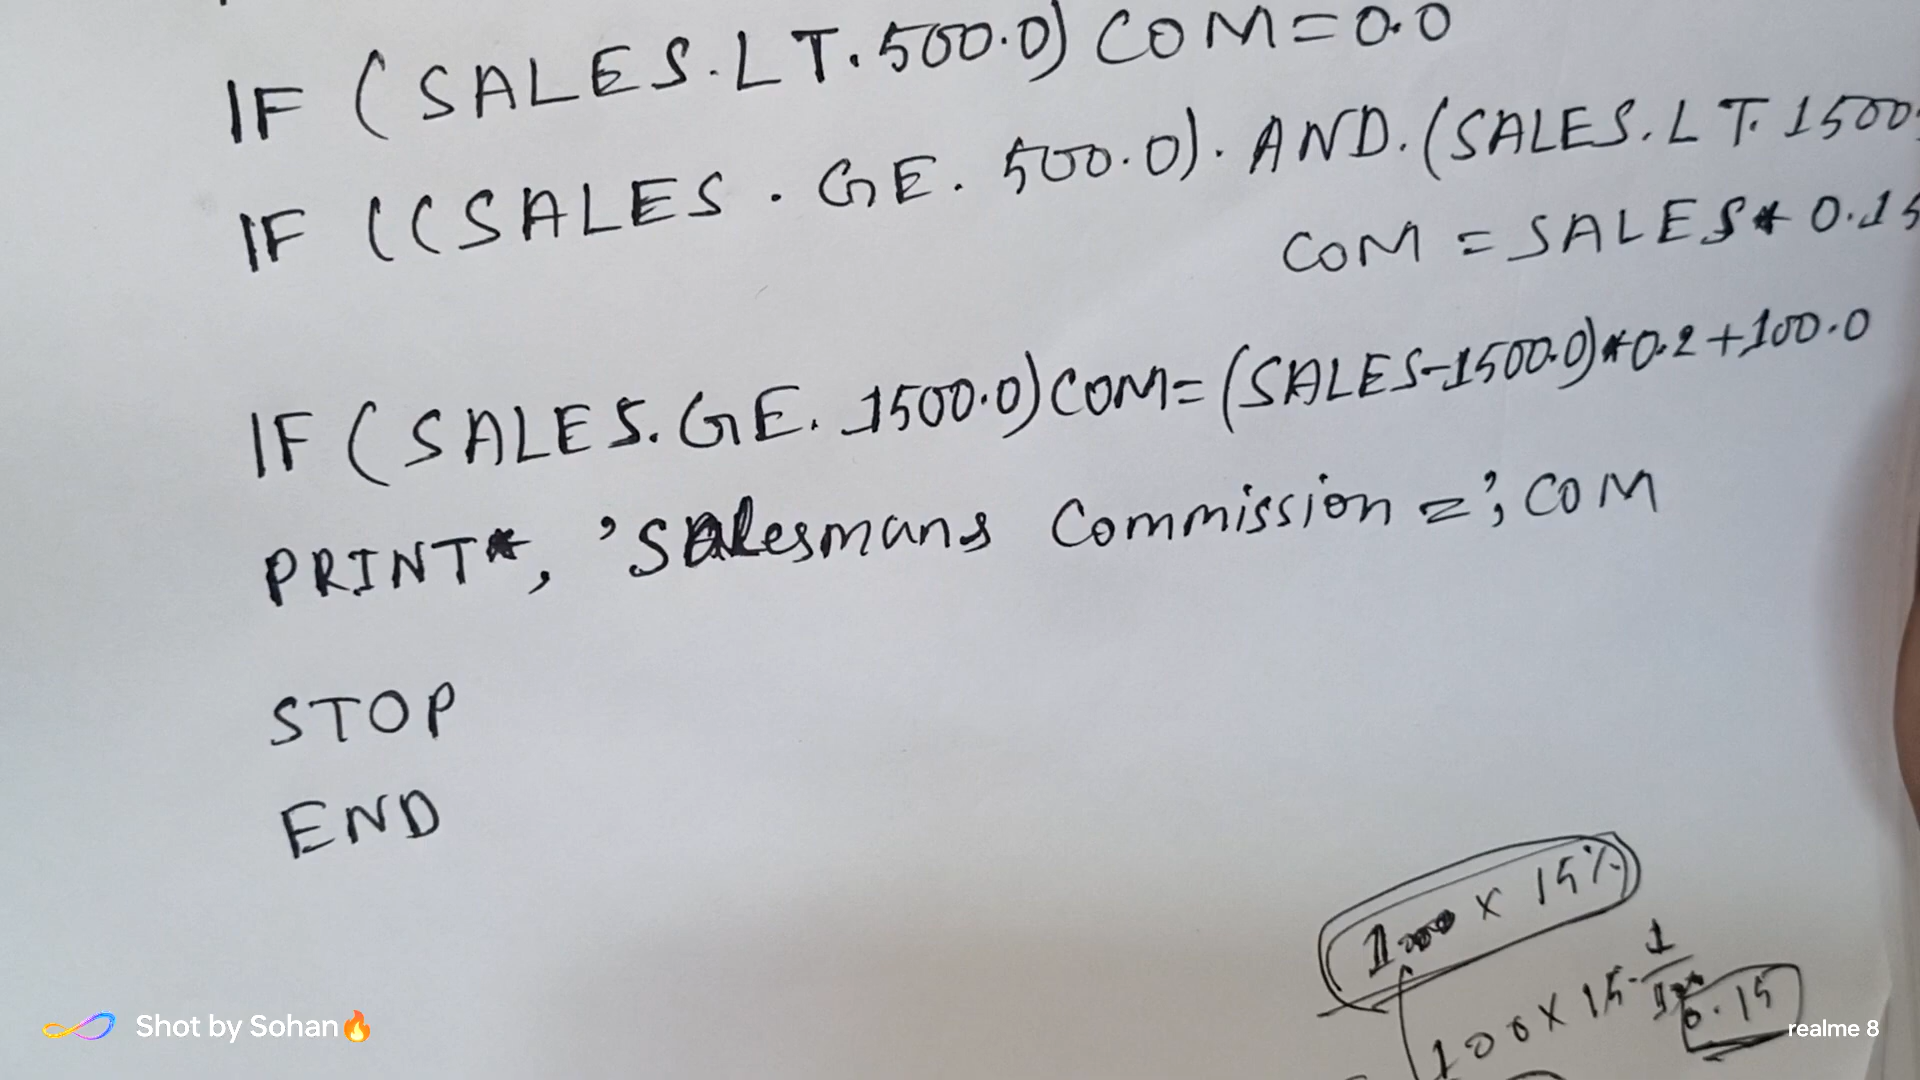 IF (SALES.LT.500.0) COM=0.0
IF ((SALES.GE.500.0).AND.(SALES.LT.1500
COM = SALES*0.15
IF (SALES.GE.1500.0)COM=(SALES-1500.0)*0.2+100.0
PRINT*, 'Salesmans Commission =', COM
STOP
END
x 15%
100 x 15
0.15
Shot by Sohan🔥
realme 8